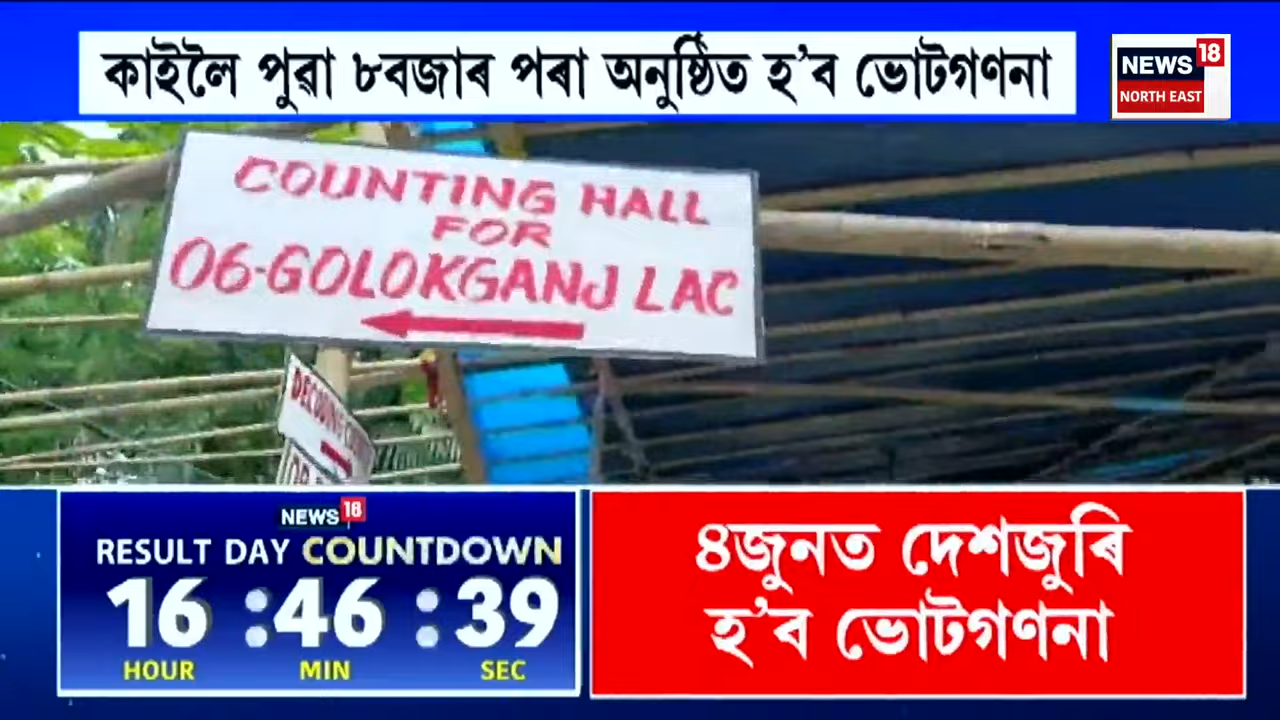 কাইলৈ পুৱা ৮বজাৰ পৰা অনুষ্ঠিত হ'ব ভোটগণনা
NEWS 18
NORTH EAST
COUNTING HALL
FOR
06-GOLOKGANJ LAC
NEWS 18
RESULT DAY COUNTDOWN
16 : 46 : 39
HOUR MIN SEC
৪জুনত দেশজুৰি
হ'ব ভোটগণনা